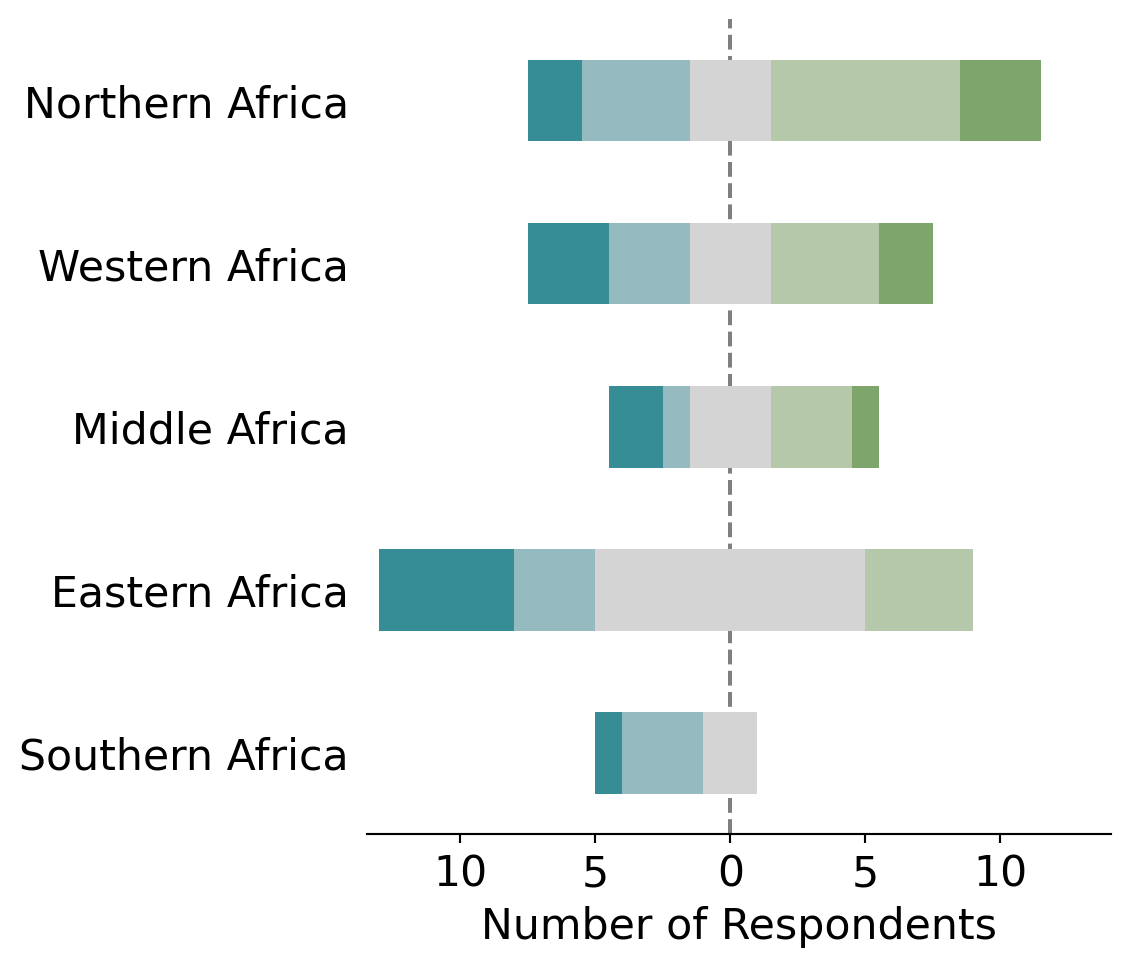 Northern Africa
Western Africa
Middle Africa
Eastern Africa
Southern Africa
10 5 0 5 10
Number of Respondents